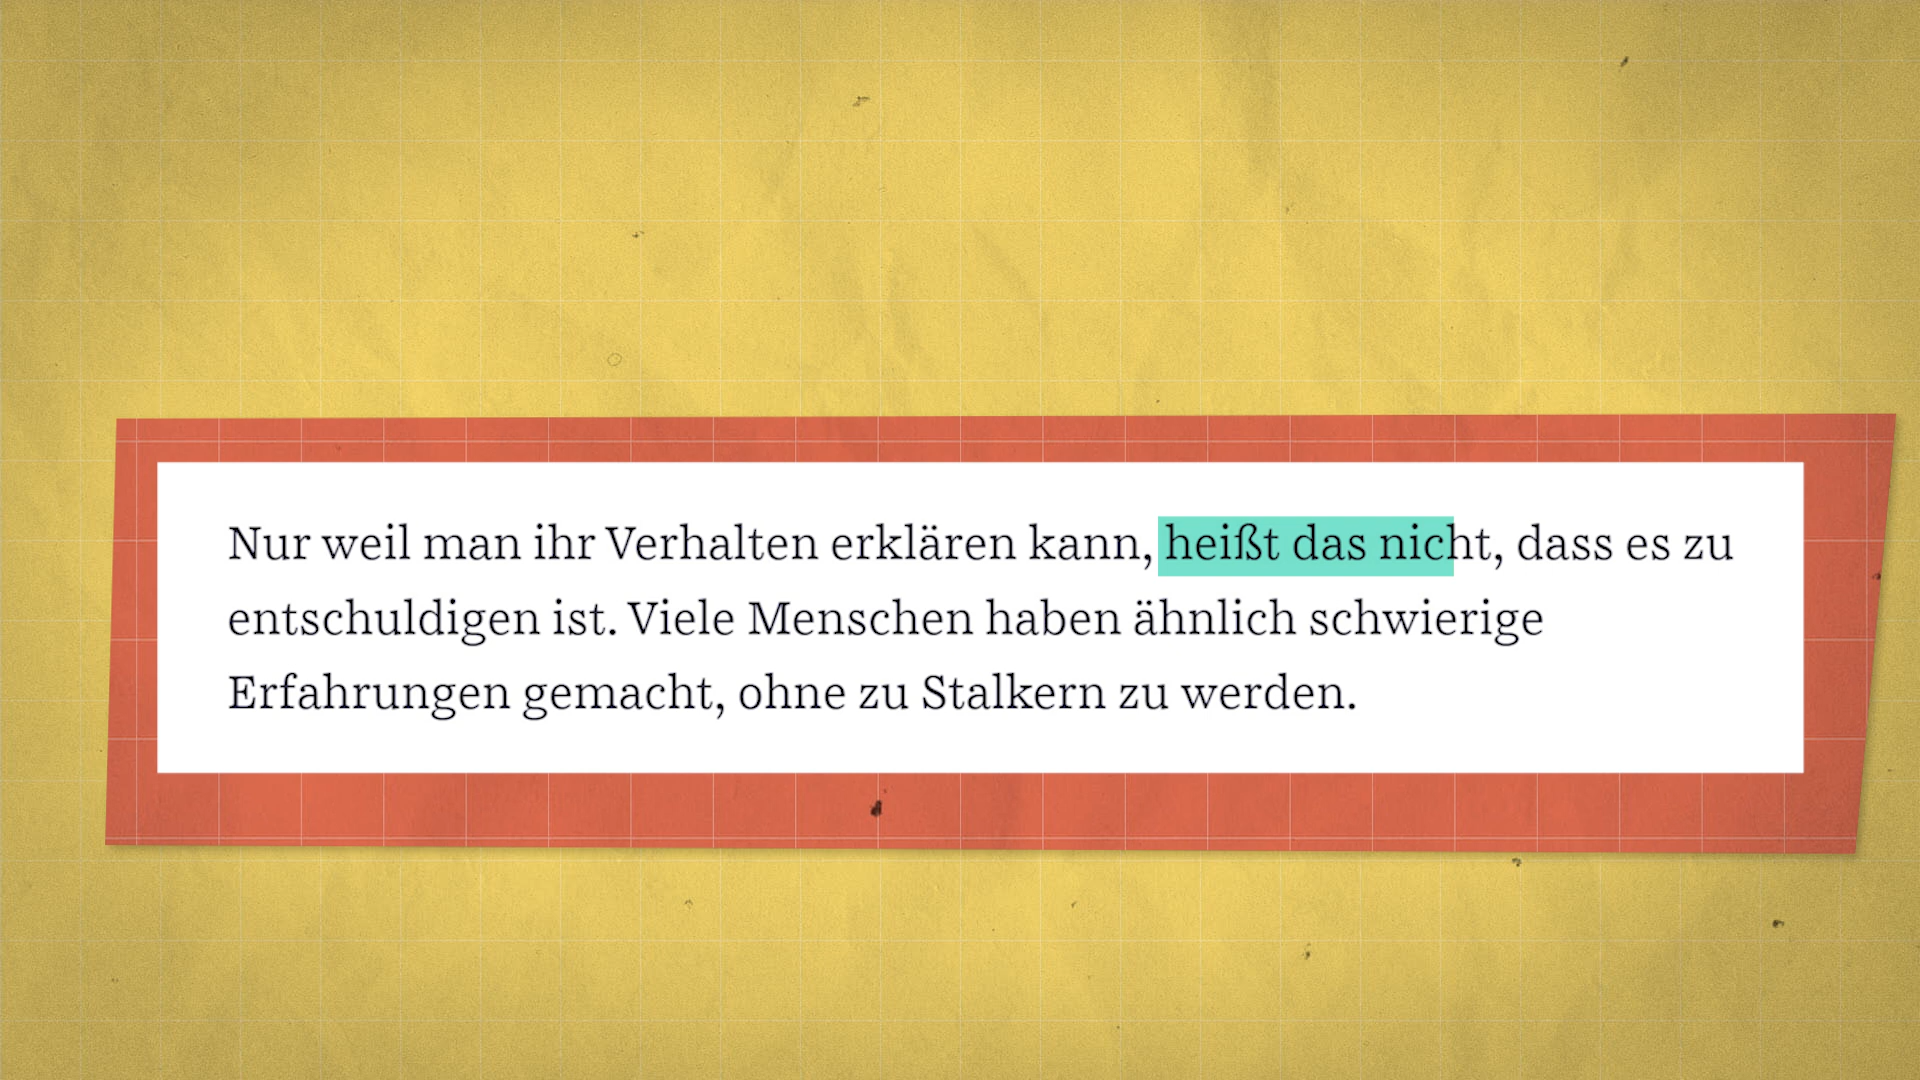 Nur weil man ihr Verhalten erklären kann, heißt das nicht, dass es zu
entschuldigen ist. Viele Menschen haben ähnlich schwierige
Erfahrungen gemacht, ohne zu Stalkern zu werden.